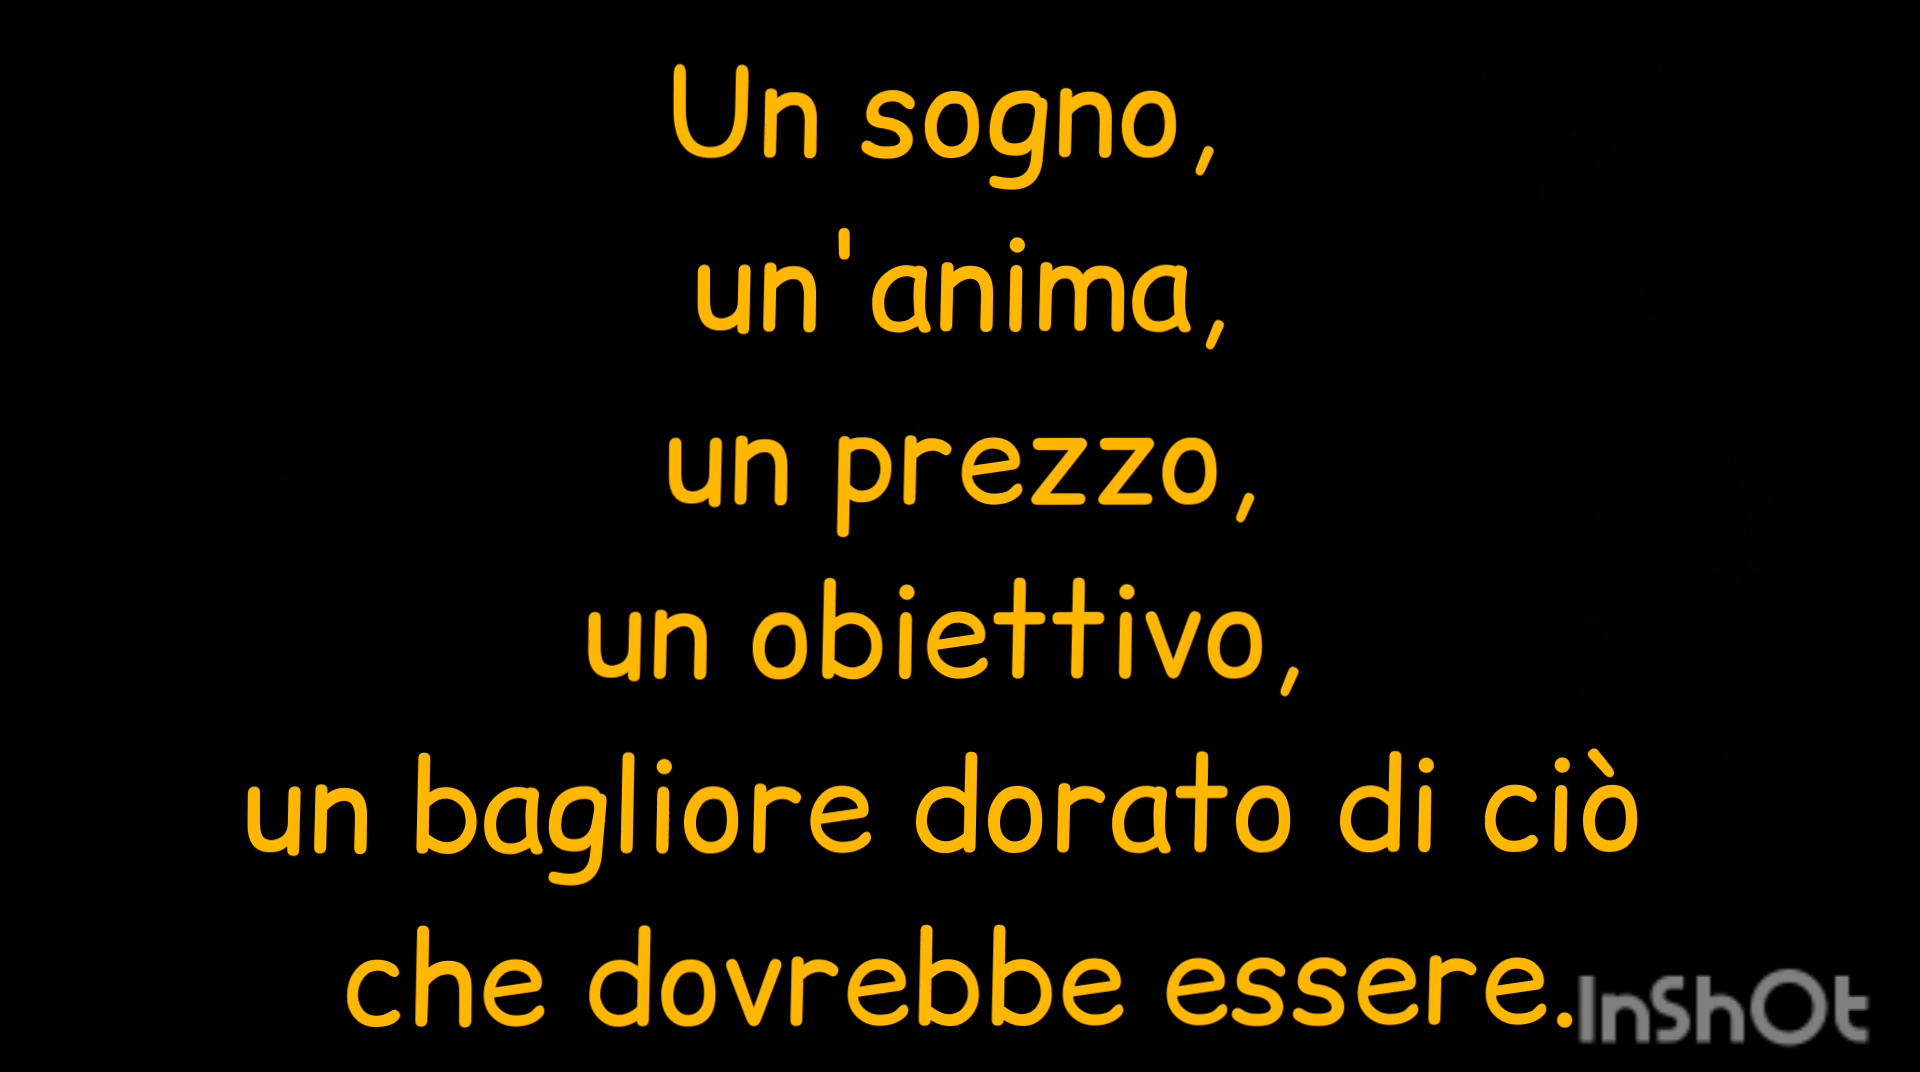 Un sogno,
un'anima,
un prezzo,
un obiettivo,
un bagliore dorato di ciò
che dovrebbe essere.
InShOt